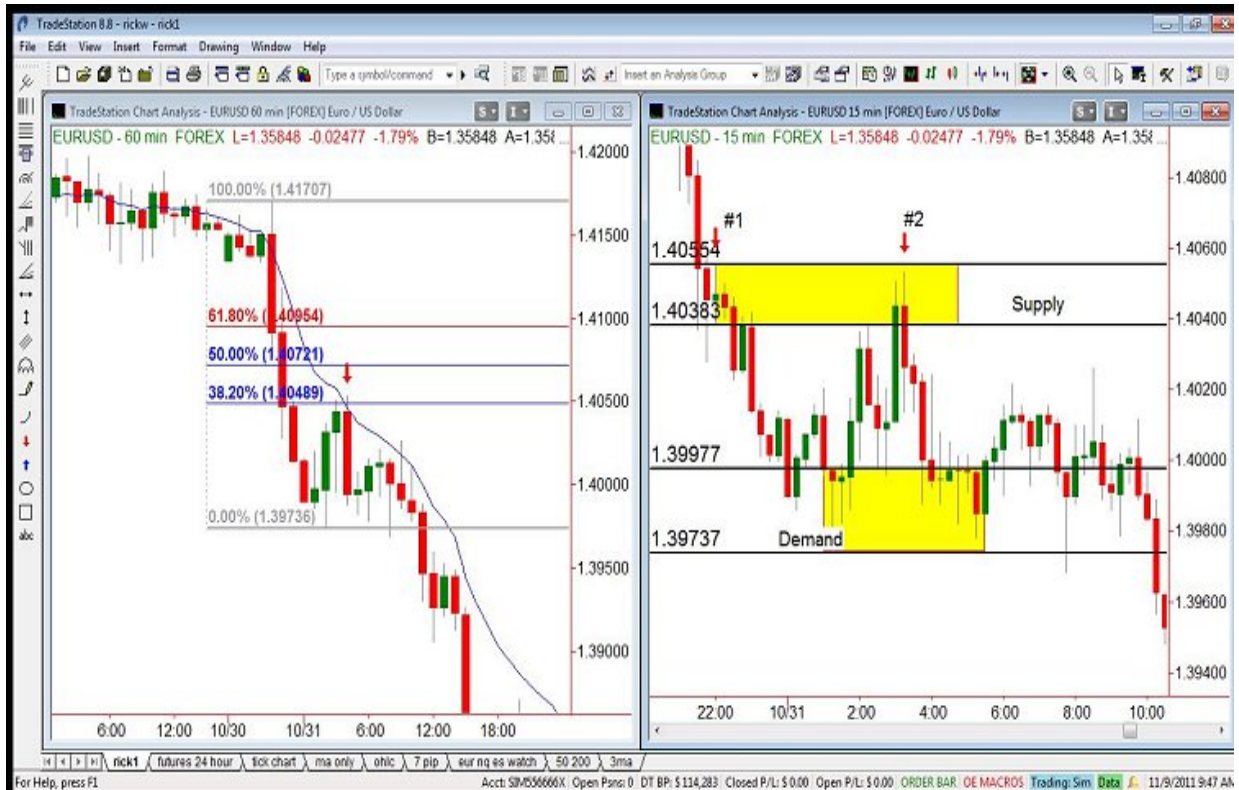 TradeStation 8.8 - rickw - rick1
File Edit View Insert Format Drawing Window Help
Type a symbol/command
Insert an Analysis Group
TradeStation Chart Analysis - EURUSD 60 min [FOREX] Euro / US Dollar
S I
EURUSD - 60 min FOREX L=1.35848 -0.02477 -1.79% B=1.35848 A=1.358 ...
1.42000
100.00% (1.41707)
1.41500
1.41000
61.80% (1.40954)
50.00% (1.40721)
38.20% (1.40489)
1.40500
1.40000
0.00% (1.39736)
1.39500
1.39000
6:00 12:00 10/30 10/31 6:00 12:00 18:00
TradeStation Chart Analysis - EURUSD 15 min [FOREX] Euro / US Dollar
S I
EURUSD - 15 min FOREX L=1.35848 -0.02477 -1.79% B=1.35848 A=1.358 ...
1.40800
#1 #2
1.40600
1.40554
Supply
1.40383
1.40400
1.40200
1.39977
1.40000
1.39800
Demand
1.39737
1.39600
1.39400
22:00 10/31 2:00 4:00 6:00 8:00 10:00
abc
rick1 futures 24 hour tick chart ma only ohlc 7 pip eur nq es watch 50 200 3ma
For Help, press F1 Acct: SIM556666X Open Psns: 0 DT BP: $114,283 Closed P/L: $0.00 Open P/L: $0.00 ORDER BAR OE MACROS Trading: Sim Data 11/9/2011 9:47 AM